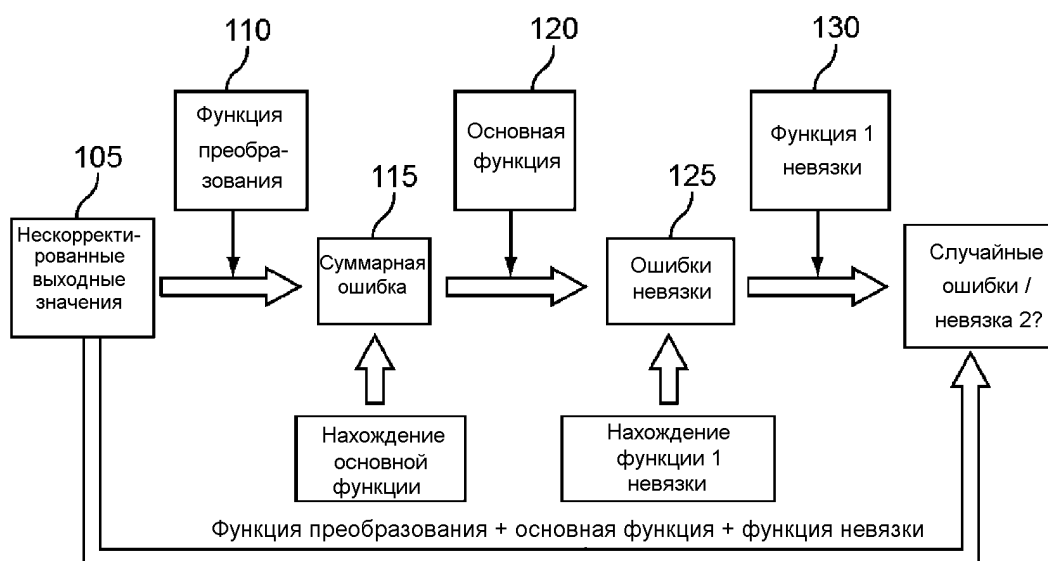 110
120
130
Функция
преобра-
зования
Основная
функция
Функция 1
невязки
105
115
125
Нескорректи-
рованные
выходные
значения
Суммарная
ошибка
Ошибки
невязки
Случайные
ошибки /
невязка 2?
Нахождение
основной
функции
Нахождение
функции 1
невязки
Функция преобразования + основная функция + функция невязки